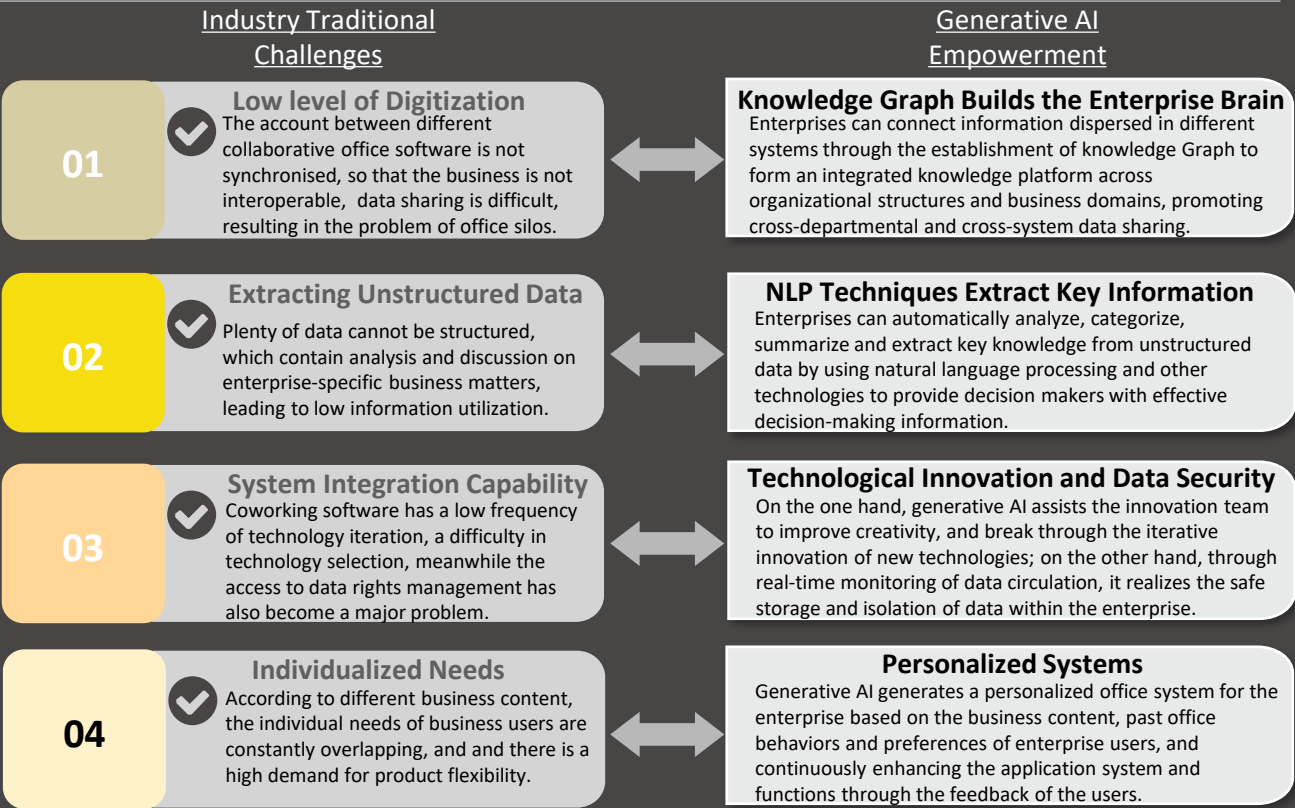 Industry Traditional
Challenges
Generative AI
Empowerment
01
Low level of Digitization
The account between different
collaborative office software is not
synchronised, so that the business is not
interoperable, data sharing is difficult,
resulting in the problem of office silos.
Knowledge Graph Builds the Enterprise Brain
Enterprises can connect information dispersed in different
systems through the establishment of knowledge Graph to
form an integrated knowledge platform across
organizational structures and business domains, promoting
cross-departmental and cross-system data sharing.
02
Extracting Unstructured Data
Plenty of data cannot be structured,
which contain analysis and discussion on
enterprise-specific business matters,
leading to low information utilization.
NLP Techniques Extract Key Information
Enterprises can automatically analyze, categorize,
summarize and extract key knowledge from unstructured
data by using natural language processing and other
technologies to provide decision makers with effective
decision-making information.
03
System Integration Capability
Coworking software has a low frequency
of technology iteration, a difficulty in
technology selection, meanwhile the
access to data rights management has
also become a major problem.
Technological Innovation and Data Security
On the one hand, generative AI assists the innovation team
to improve creativity, and break through the iterative
innovation of new technologies; on the other hand, through
real-time monitoring of data circulation, it realizes the safe
storage and isolation of data within the enterprise.
04
Individualized Needs
According to different business content,
the individual needs of business users are
constantly overlapping, and and there is a
high demand for product flexibility.
Personalized Systems
Generative AI generates a personalized office system for the
enterprise based on the business content, past office
behaviors and preferences of enterprise users, and
continuously enhancing the application system and
functions through the feedback of the users.